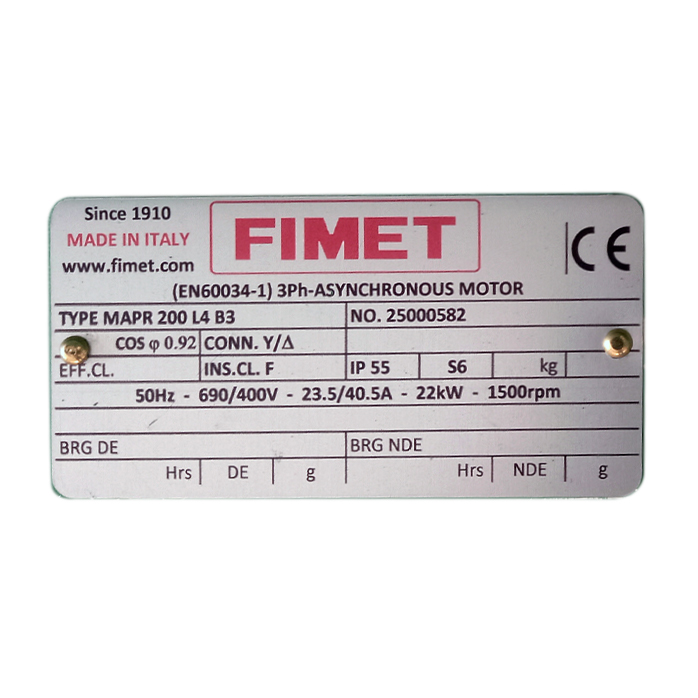 Since 1910
MADE IN ITALY
www.fimet.com
FIMET
CE
(EN60034-1) 3Ph-ASYNCHRONOUS MOTOR
TYPE MAPR 200 L4 B3 NO. 25000582
COS φ 0.92 CONN. Y/Δ
EFF.CL. INS.CL. F IP 55 S6 kg
50Hz - 690/400V - 23.5/40.5A - 22kW - 1500rpm
BRG DE BRG NDE
Hrs DE g Hrs NDE g